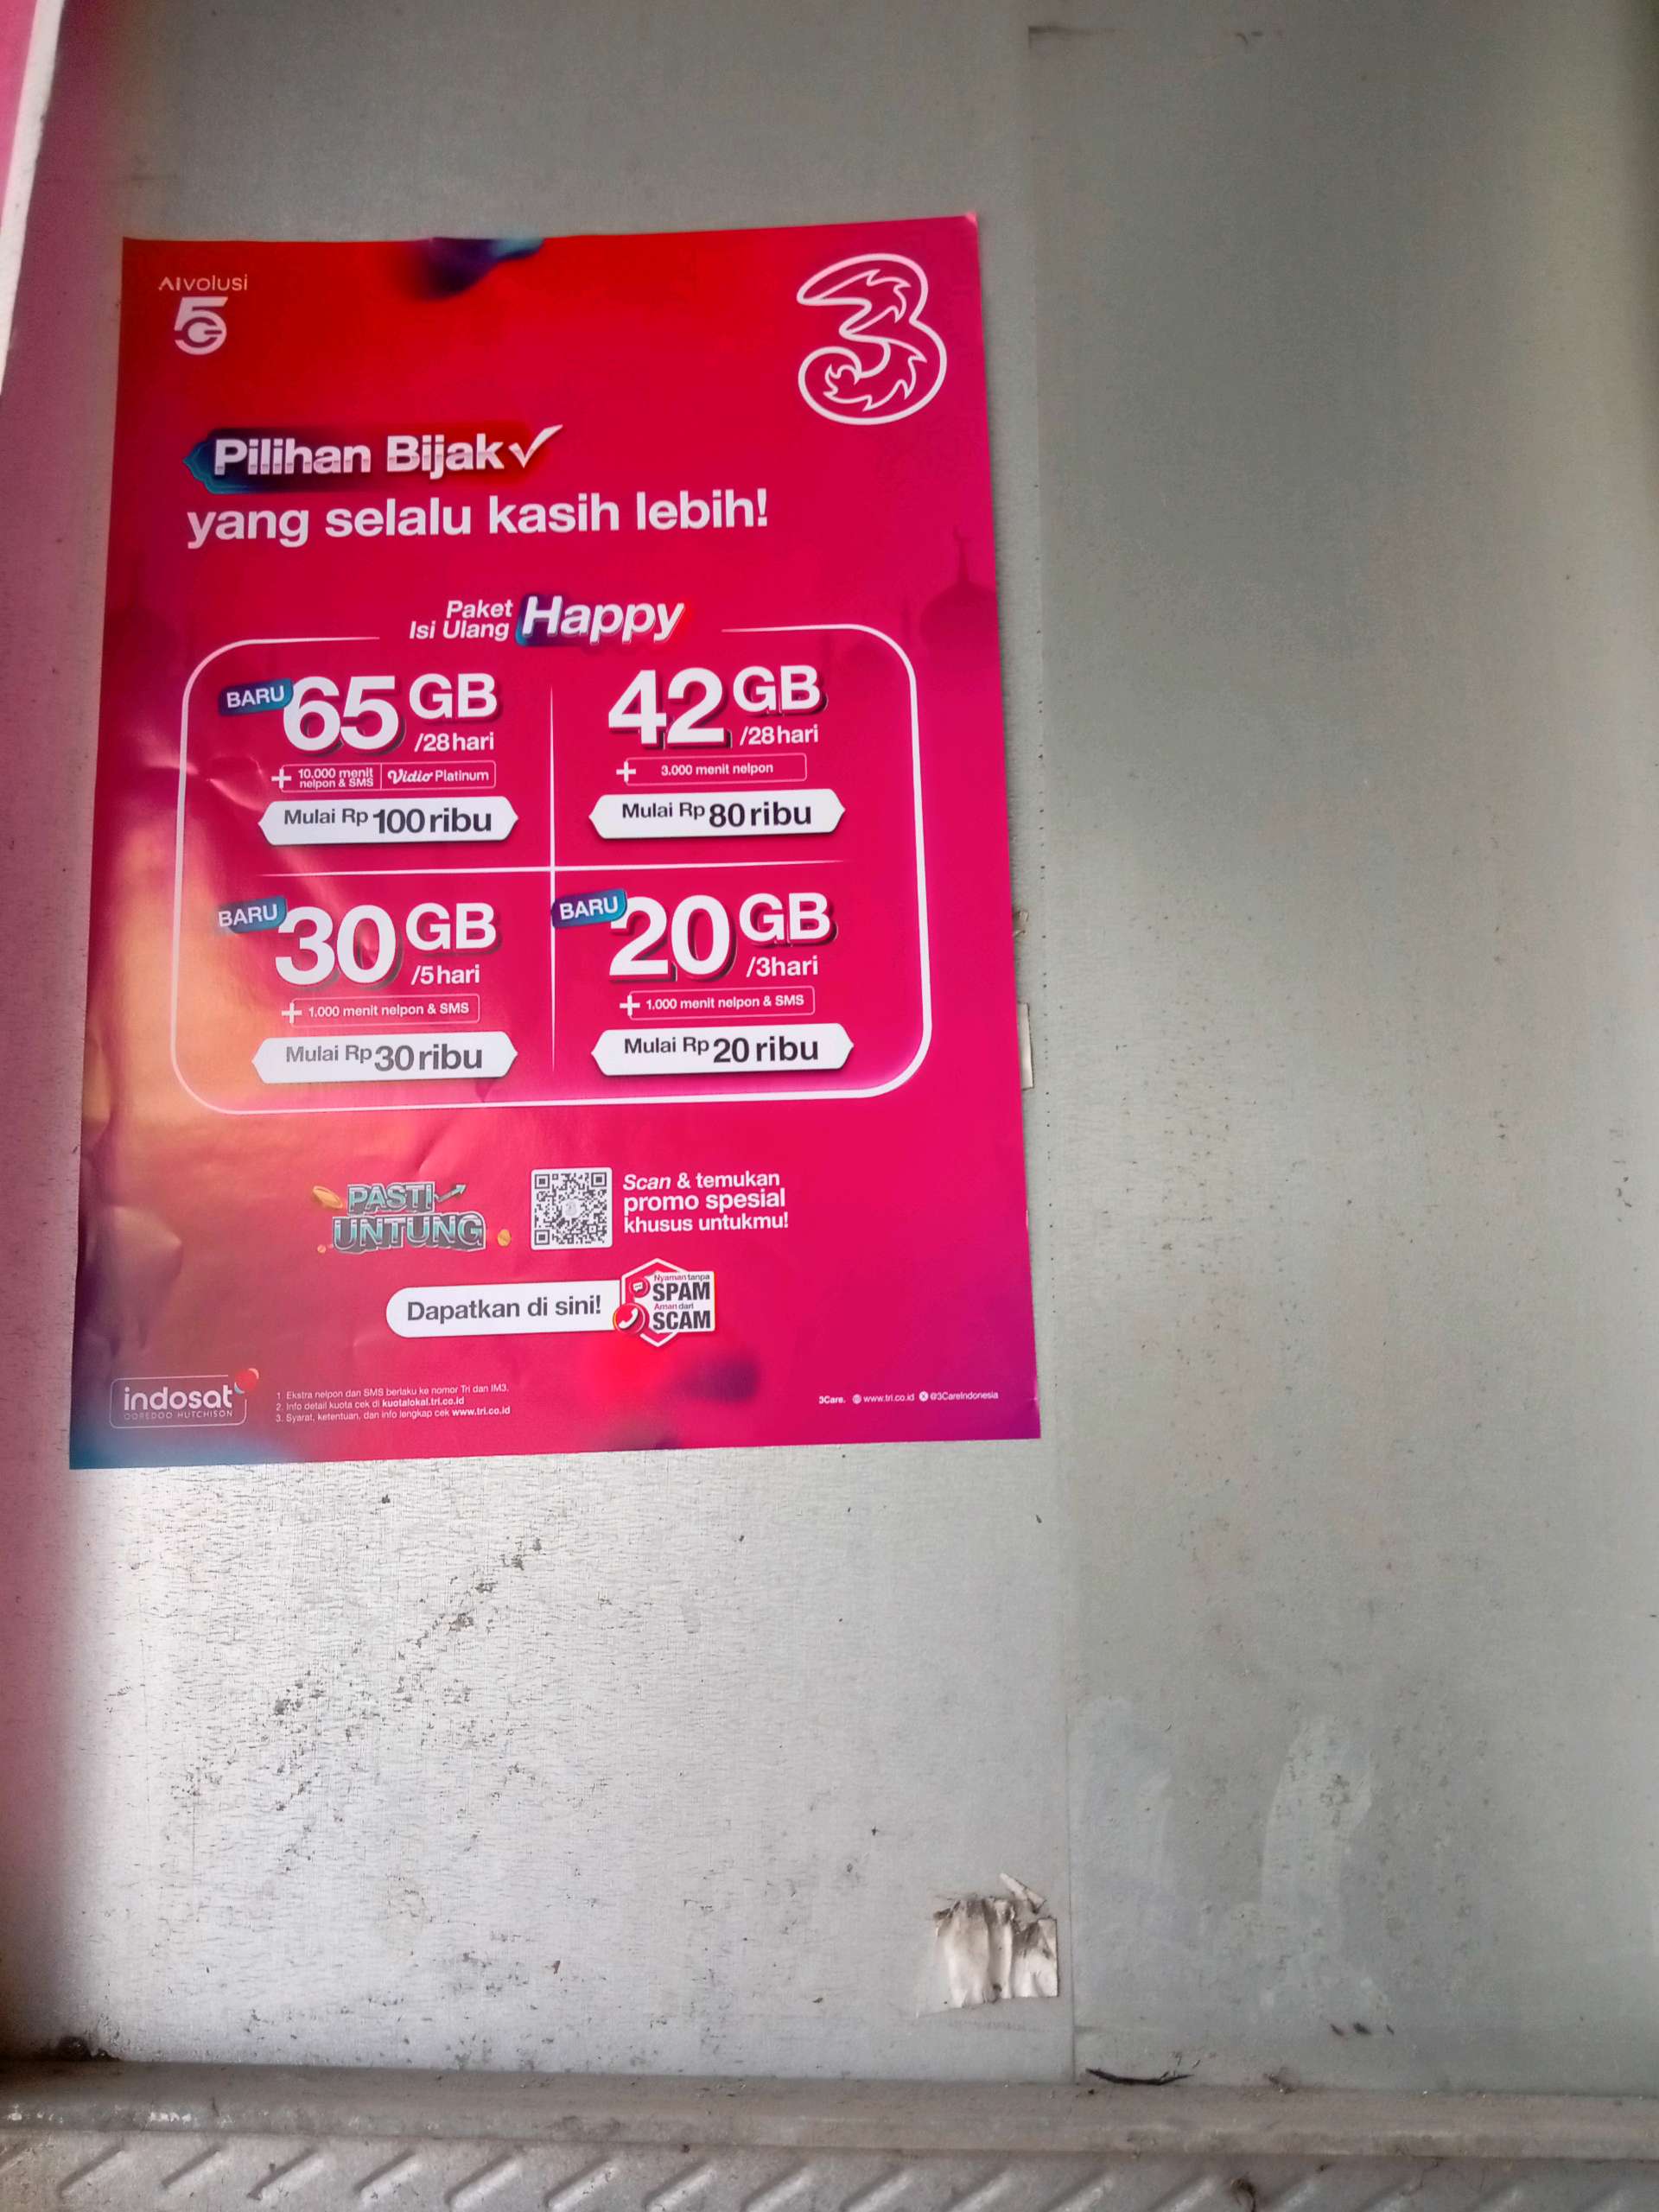 AIvolusi
5G
3
Pilihan Bijak
yang selalu kasih lebih!
Paket
Isi Ulang Happy
BARU 65 GB
/28hari
+ 10.000 menit nelpon & SMS | Vidio Platinum
Mulai Rp 100 ribu
42 GB
/28hari
+ 3.000 menit nelpon
Mulai Rp 80 ribu
BARU 30 GB
/5hari
+ 1.000 menit nelpon & SMS
Mulai Rp 30 ribu
BARU 20 GB
/3hari
+ 1.000 menit nelpon & SMS
Mulai Rp 20 ribu
PASTI
UNTUNG
Scan & temukan
promo spesial
khusus untukmu!
Dapatkan di sini!
Nyaman tanpa
SPAM
Aman dari
SCAM
indosat
OOREDOO HUTCHISON
1. Ekstra nelpon dan SMS berlaku ke nomor Tri dan IM3.
2. Info detail kuota cek di kuotalokal.tri.co.id
3. Syarat, ketentuan, dan info lengkap cek www.tri.co.id
3Care. www.tri.co.id @3CareIndonesia